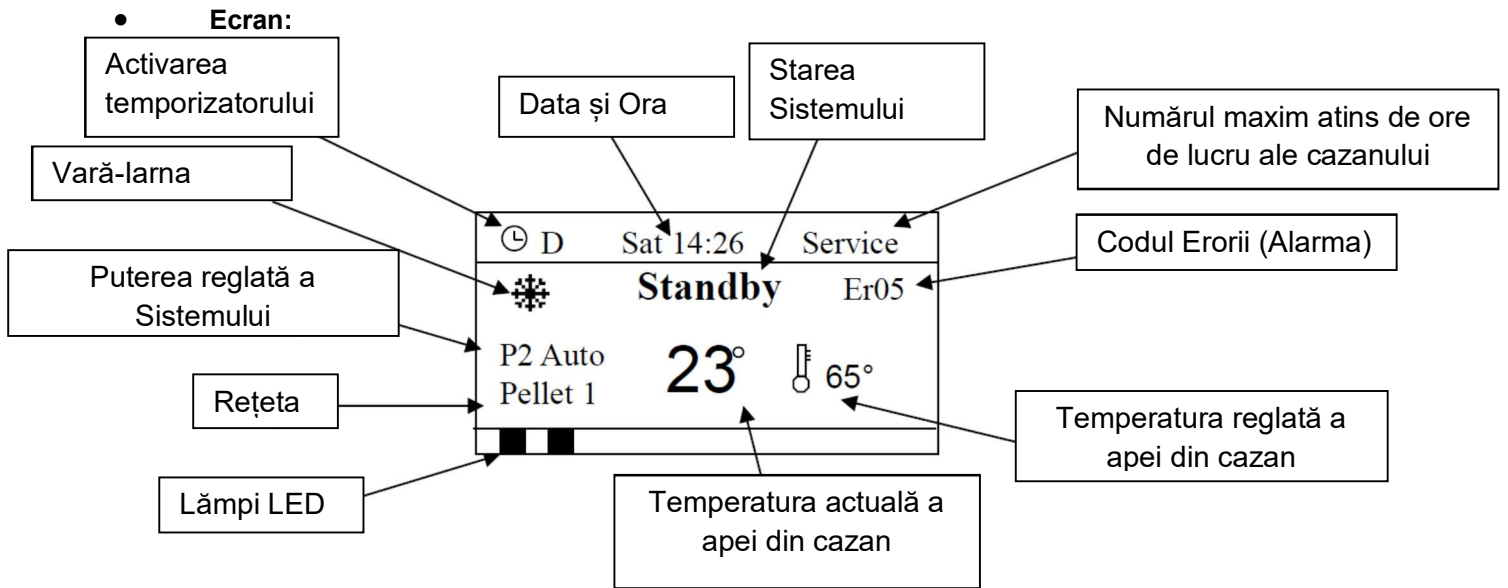 • Ecran:
Activarea
temporizatorului
Data și Ora
Starea
Sistemului
Numărul maxim atins de ore
de lucru ale cazanului
Vară-Iarna
Codul Erorii (Alarma)
Puterea reglată a
Sistemului
D Sat 14:26 Service
Standby Er05
P2 Auto
Pellet 1
23° 65°
Rețeta
Temperatura reglată a
apei din cazan
Lămpi LED
Temperatura actuală a
apei din cazan